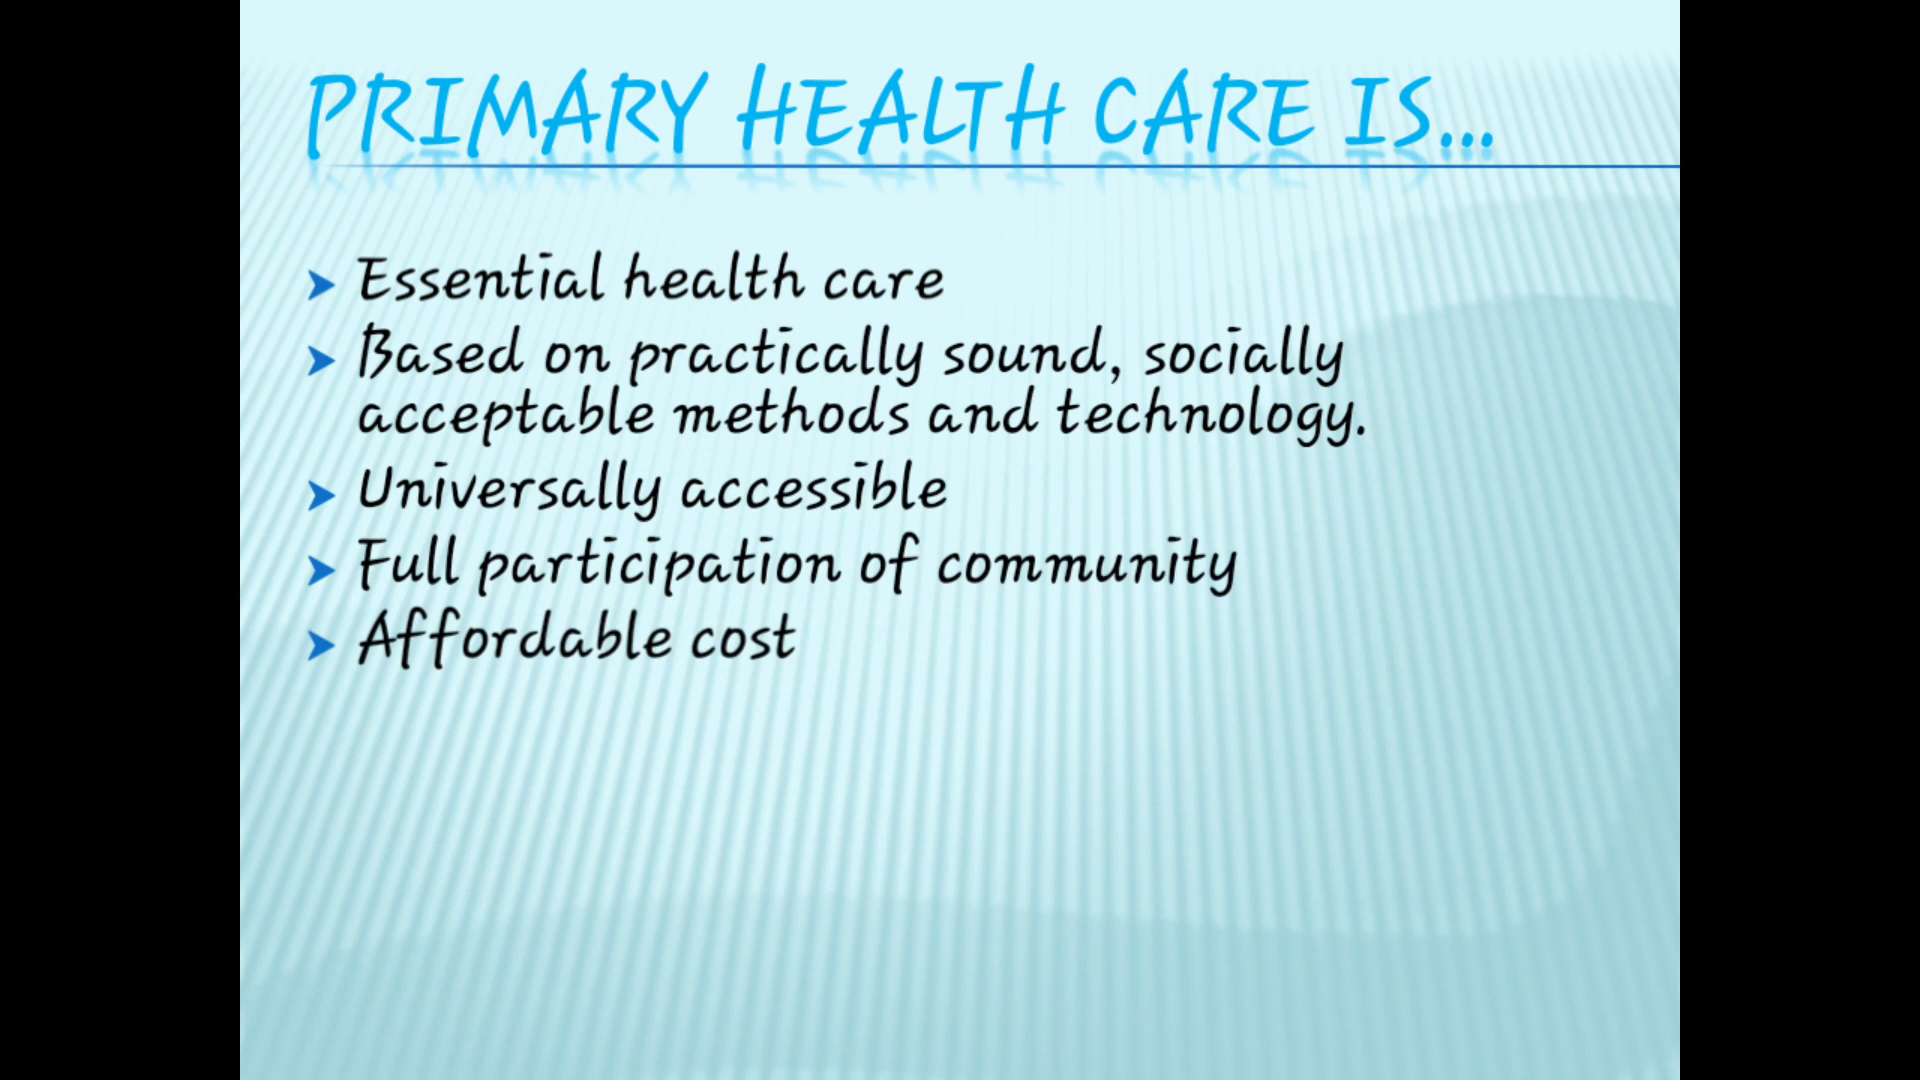 PRIMARY HEALTH CARE IS...
Essential health care
Based on practically sound, socially
acceptable methods and technology.
Universally accessible
Full participation of community
Affordable cost